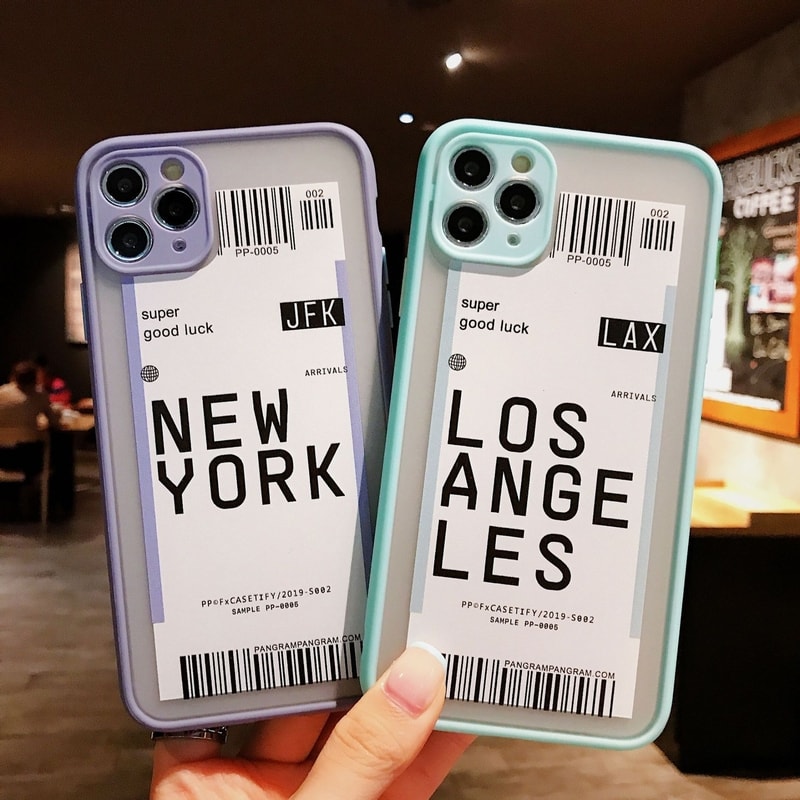 002
PP-0005
super
good luck
JFK
ARRIVALS
NEW
YORK
PP©FxCASETIFY/2019-S002
SAMPLE PP-0006
PANGRAMPANGRAM.COM
002
PP-0005
super
good luck
LAX
ARRIVALS
LOS
ANGE
LES
PP©FxCASETIFY/2019-S002
SAMPLE PP-0006
PANGRAMPANGRAM.COM
COFFEE